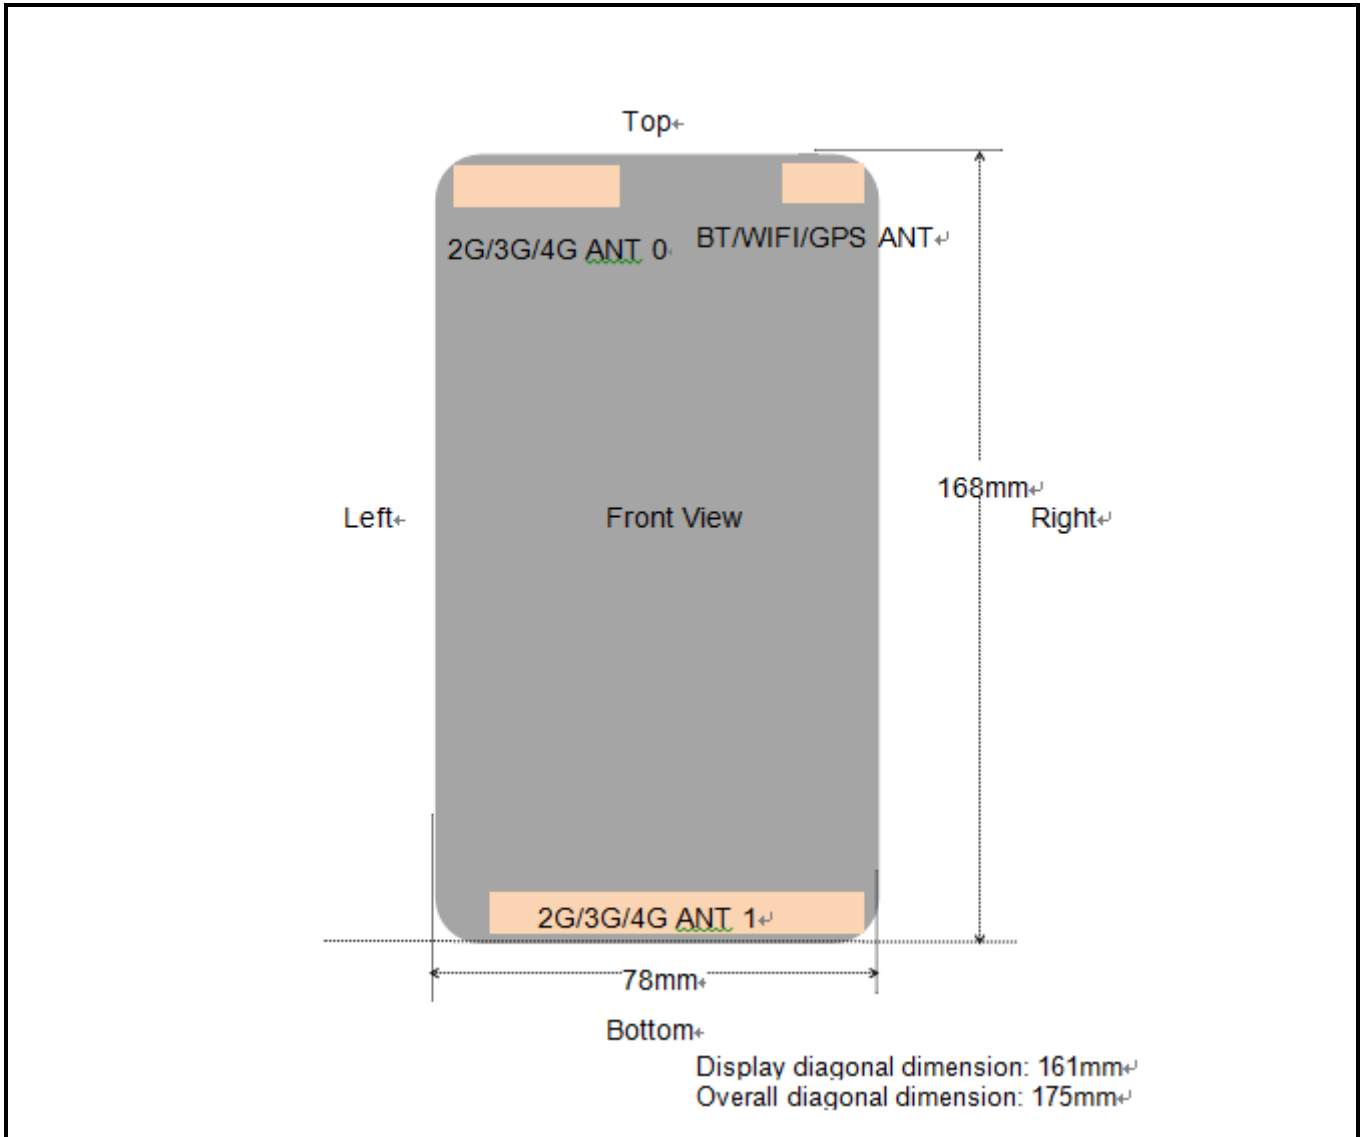 Top
2G/3G/4G ANT 0
BT/WIFI/GPS ANT
168mm
Left
Front View
Right
2G/3G/4G ANT 1
78mm
Bottom
Display diagonal dimension: 161mm
Overall diagonal dimension: 175mm